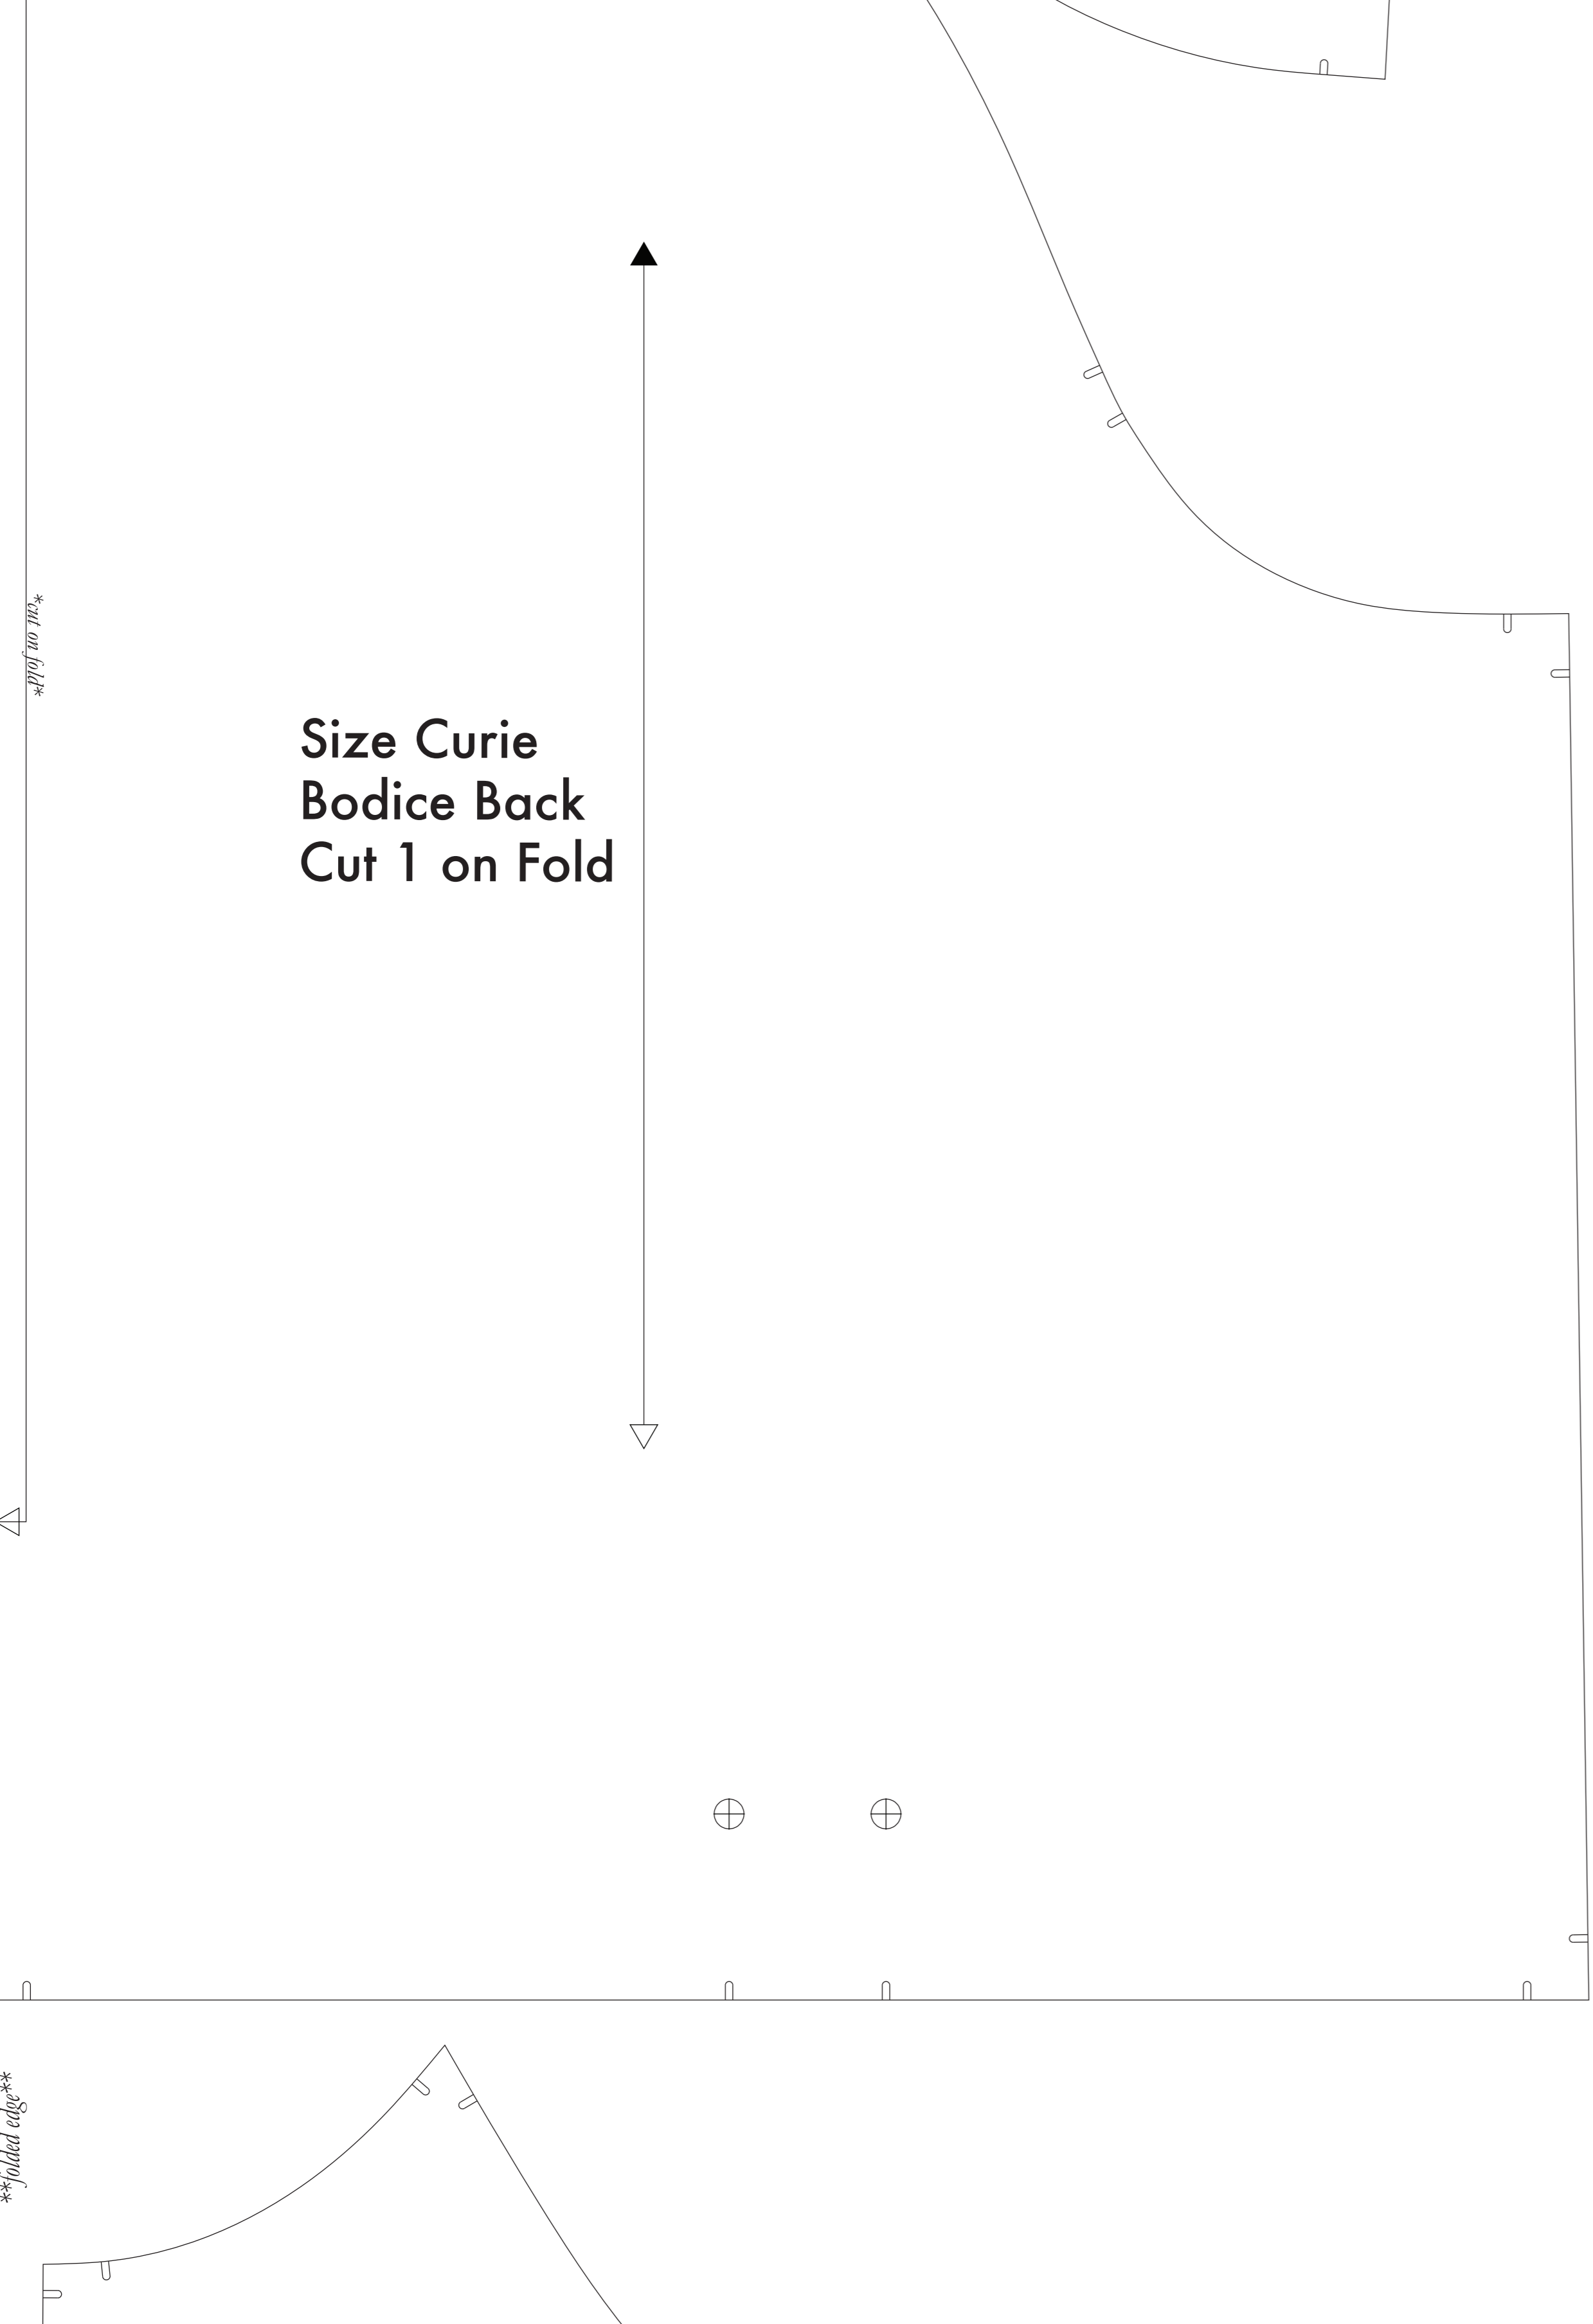 *cut on fold*
Size Curie
Bodice Back
Cut 1 on Fold
**folded edge**